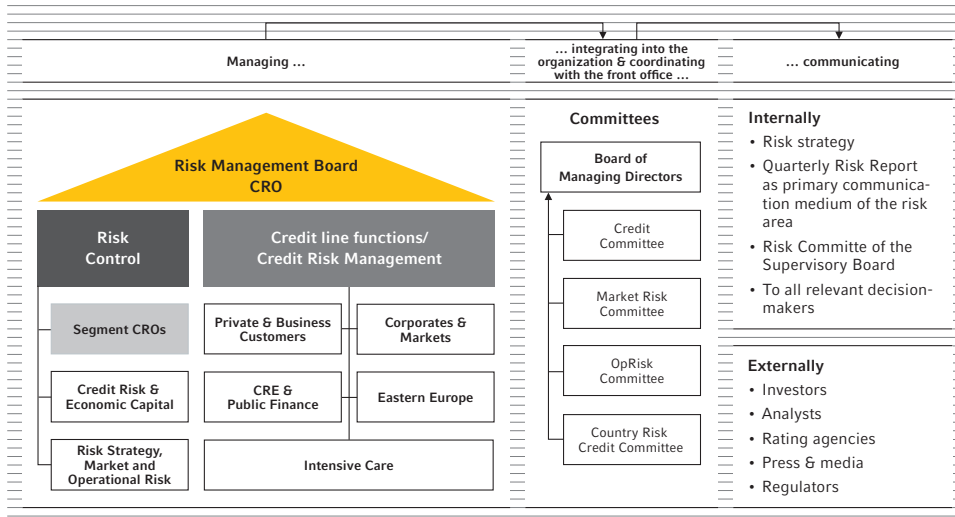 Managing ...
... integrating into the
organization & coordinating
with the front office ...
... communicating
Risk Management Board
CRO
Risk
Control
Credit line functions/
Credit Risk Management
Segment CROs
Private & Business
Customers
Corporates &
Markets
Credit Risk &
Economic Capital
CRE &
Public Finance
Eastern Europe
Risk Strategy,
Market and
Operational Risk
Intensive Care
Committees
Board of
Managing Directors
Credit
Committee
Market Risk
Committee
OpRisk
Committee
Country Risk
Credit Committee
Internally
• Risk strategy
• Quarterly Risk Report
as primary communica-
tion medium of the risk
area
• Risk Committe of the
Supervisory Board
• To all relevant decision-
makers
Externally
• Investors
• Analysts
• Rating agencies
• Press & media
• Regulators